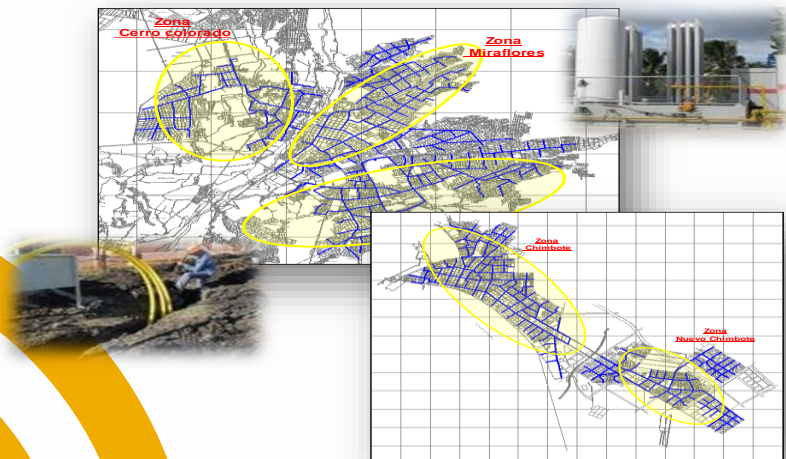 Zona
Cerro colorado
Zona
Miraflores
Zona
Chimbote
Zona
Nuevo Chimbote